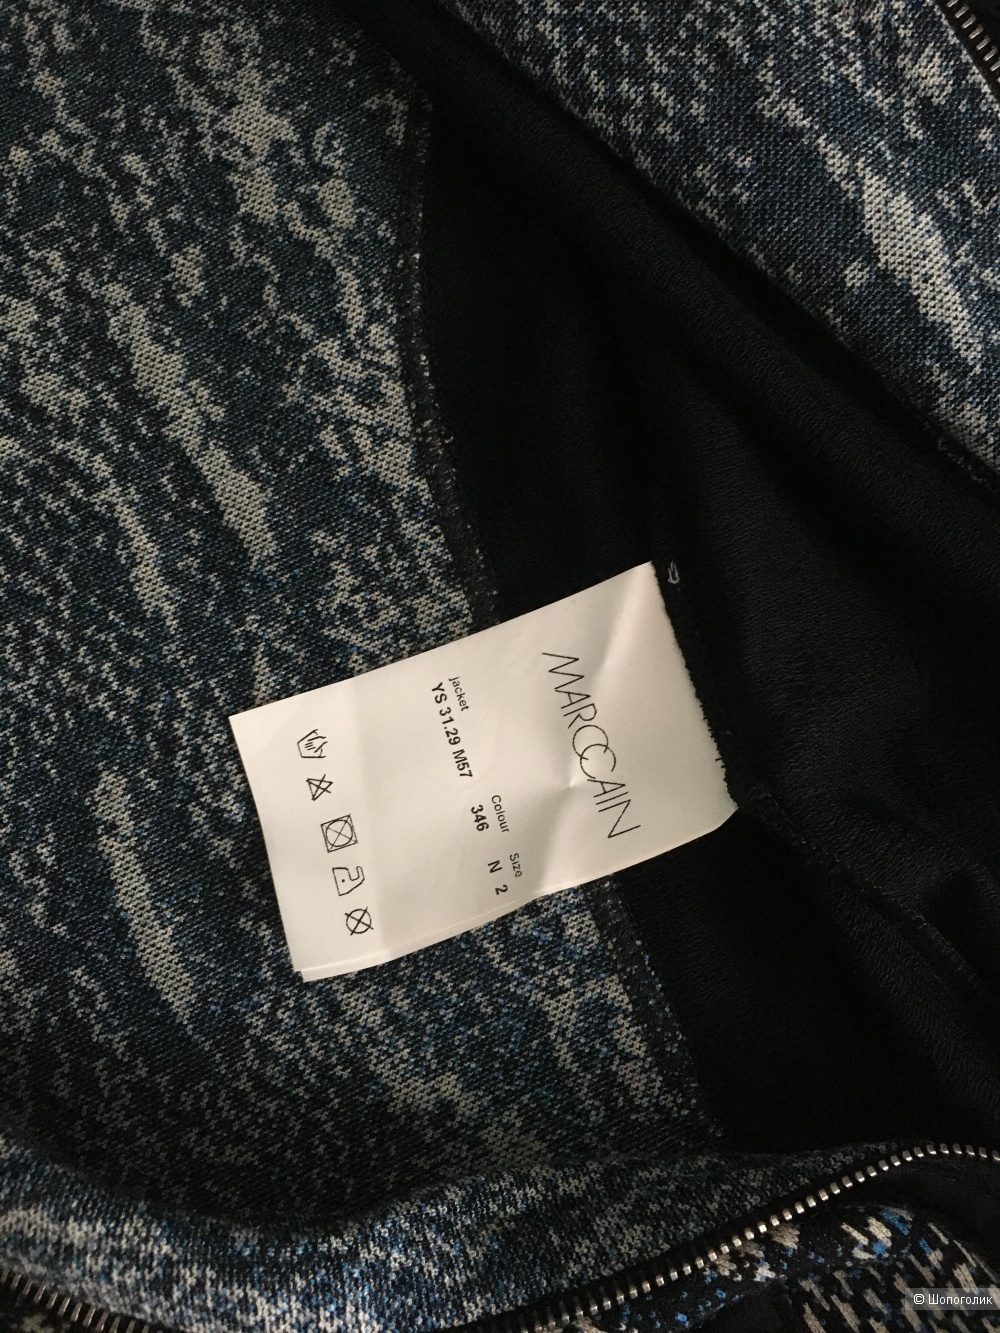 MARCCAIN
jacket
YS 31.29 M57
Colour
346
Size
N 2
© Шопоголик